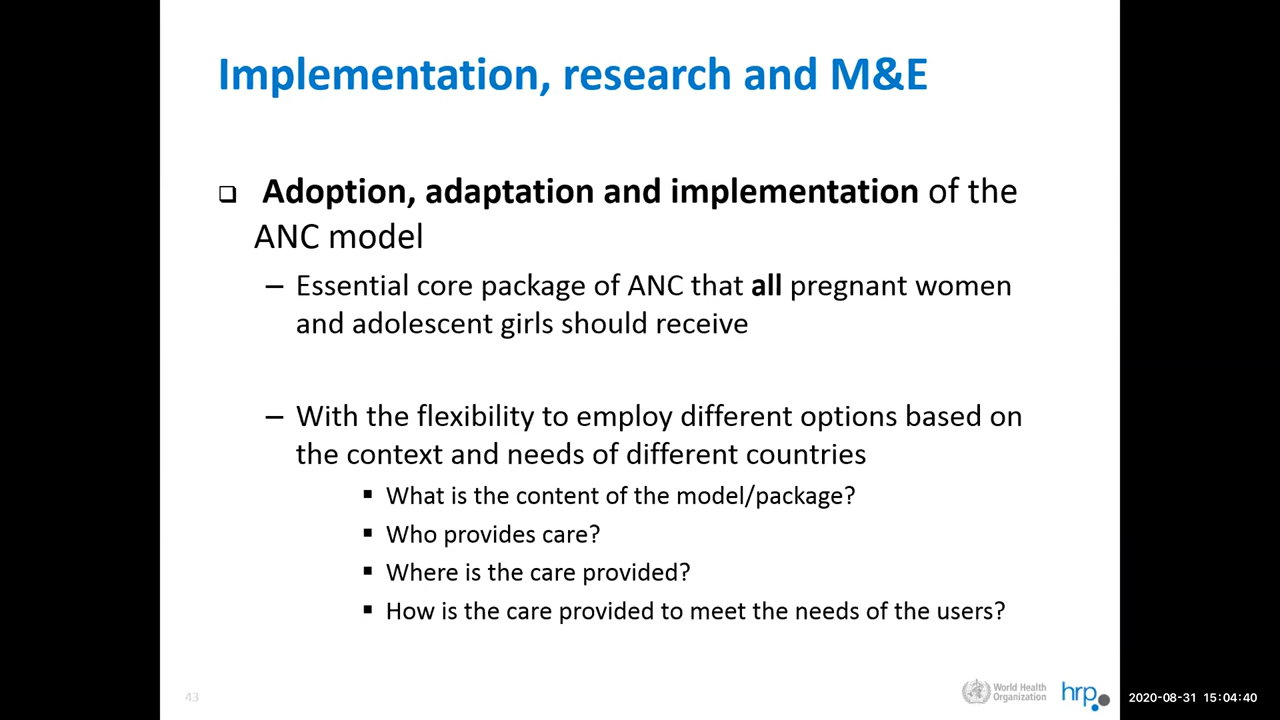 Implementation, research and M&E
Adoption, adaptation and implementation of the
ANC model
– Essential core package of ANC that all pregnant women
and adolescent girls should receive
– With the flexibility to employ different options based on
the context and needs of different countries
▪ What is the content of the model/package?
▪ Who provides care?
▪ Where is the care provided?
▪ How is the care provided to meet the needs of the users?
43
World Health
Organization
hrp
2020-08-31 15:04:40